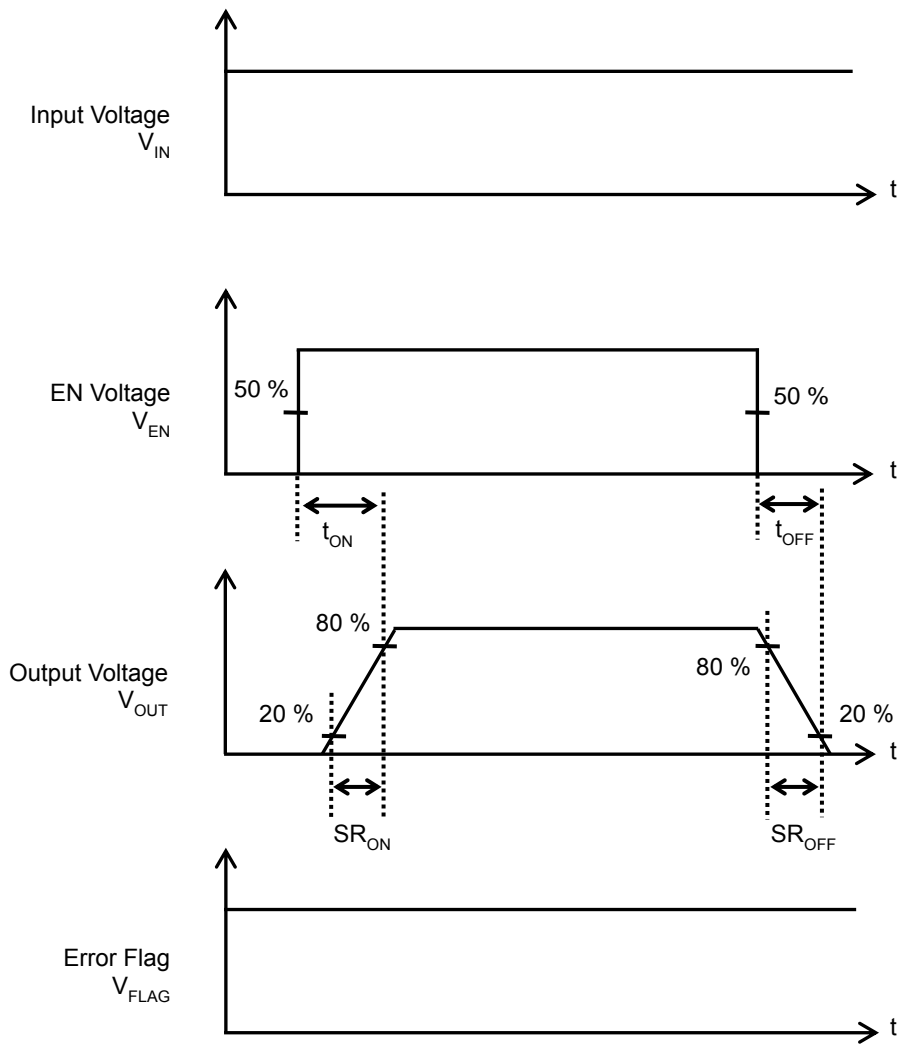 Input Voltage
V_IN
t
EN Voltage
V_EN
50 %
50 %
t
t_ON
t_OFF
Output Voltage
V_OUT
80 %
80 %
20 %
20 %
t
SR_ON
SR_OFF
Error Flag
V_FLAG
t